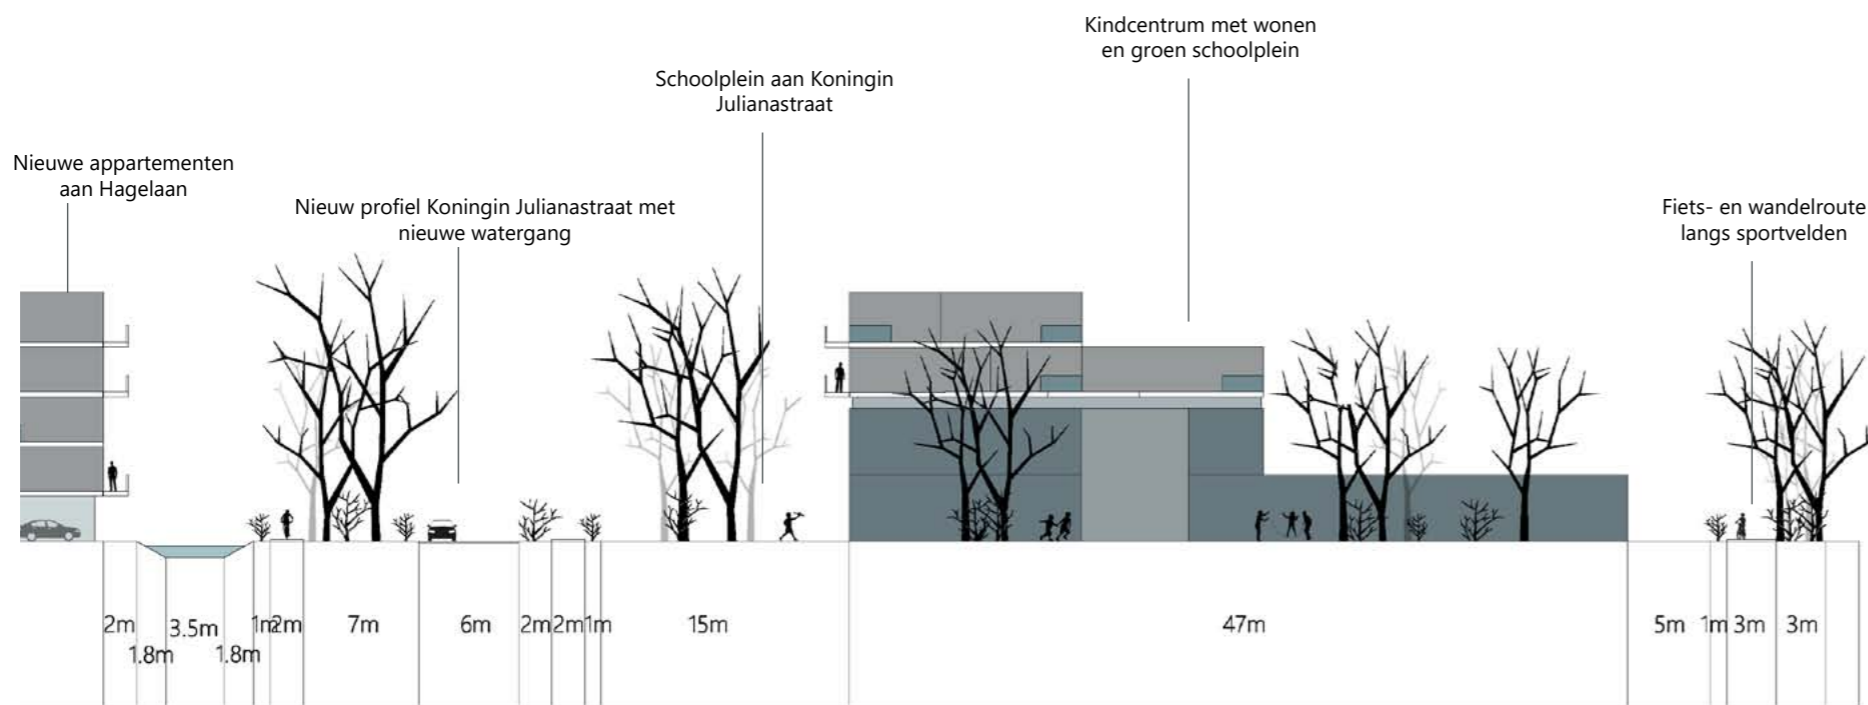 Kindcentrum met wonen
en groen schoolplein
Schoolplein aan Koningin
Julianastraat
Nieuwe appartementen
aan Hagelaan
Nieuw profiel Koningin Julianastraat met
nieuwe watergang
Fiets- en wandelroute
langs sportvelden
2m
1.8m
3.5m
1.8m
1m
2m
7m
6m
2m
2m
1m
15m
47m
5m
1m
3m
3m